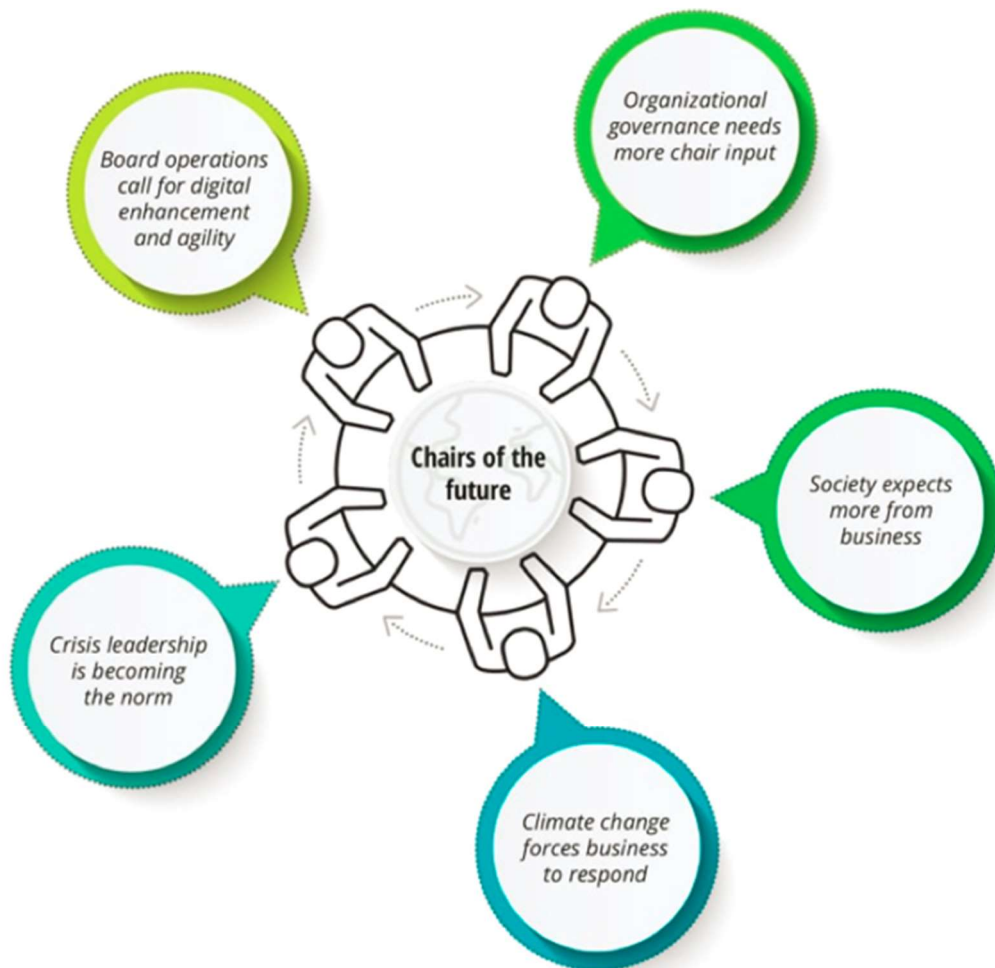 Organizational
governance needs
more chair input
Board operations
call for digital
enhancement
and agility
Chairs of the
future
Society expects
more from
business
Crisis leadership
is becoming
the norm
Climate change
forces business
to respond